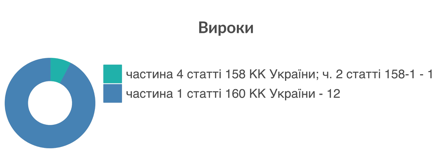 Вироки
частина 4 статті 158 КК України; ч. 2 статті 158-1 - 1
частина 1 статті 160 КК України - 12